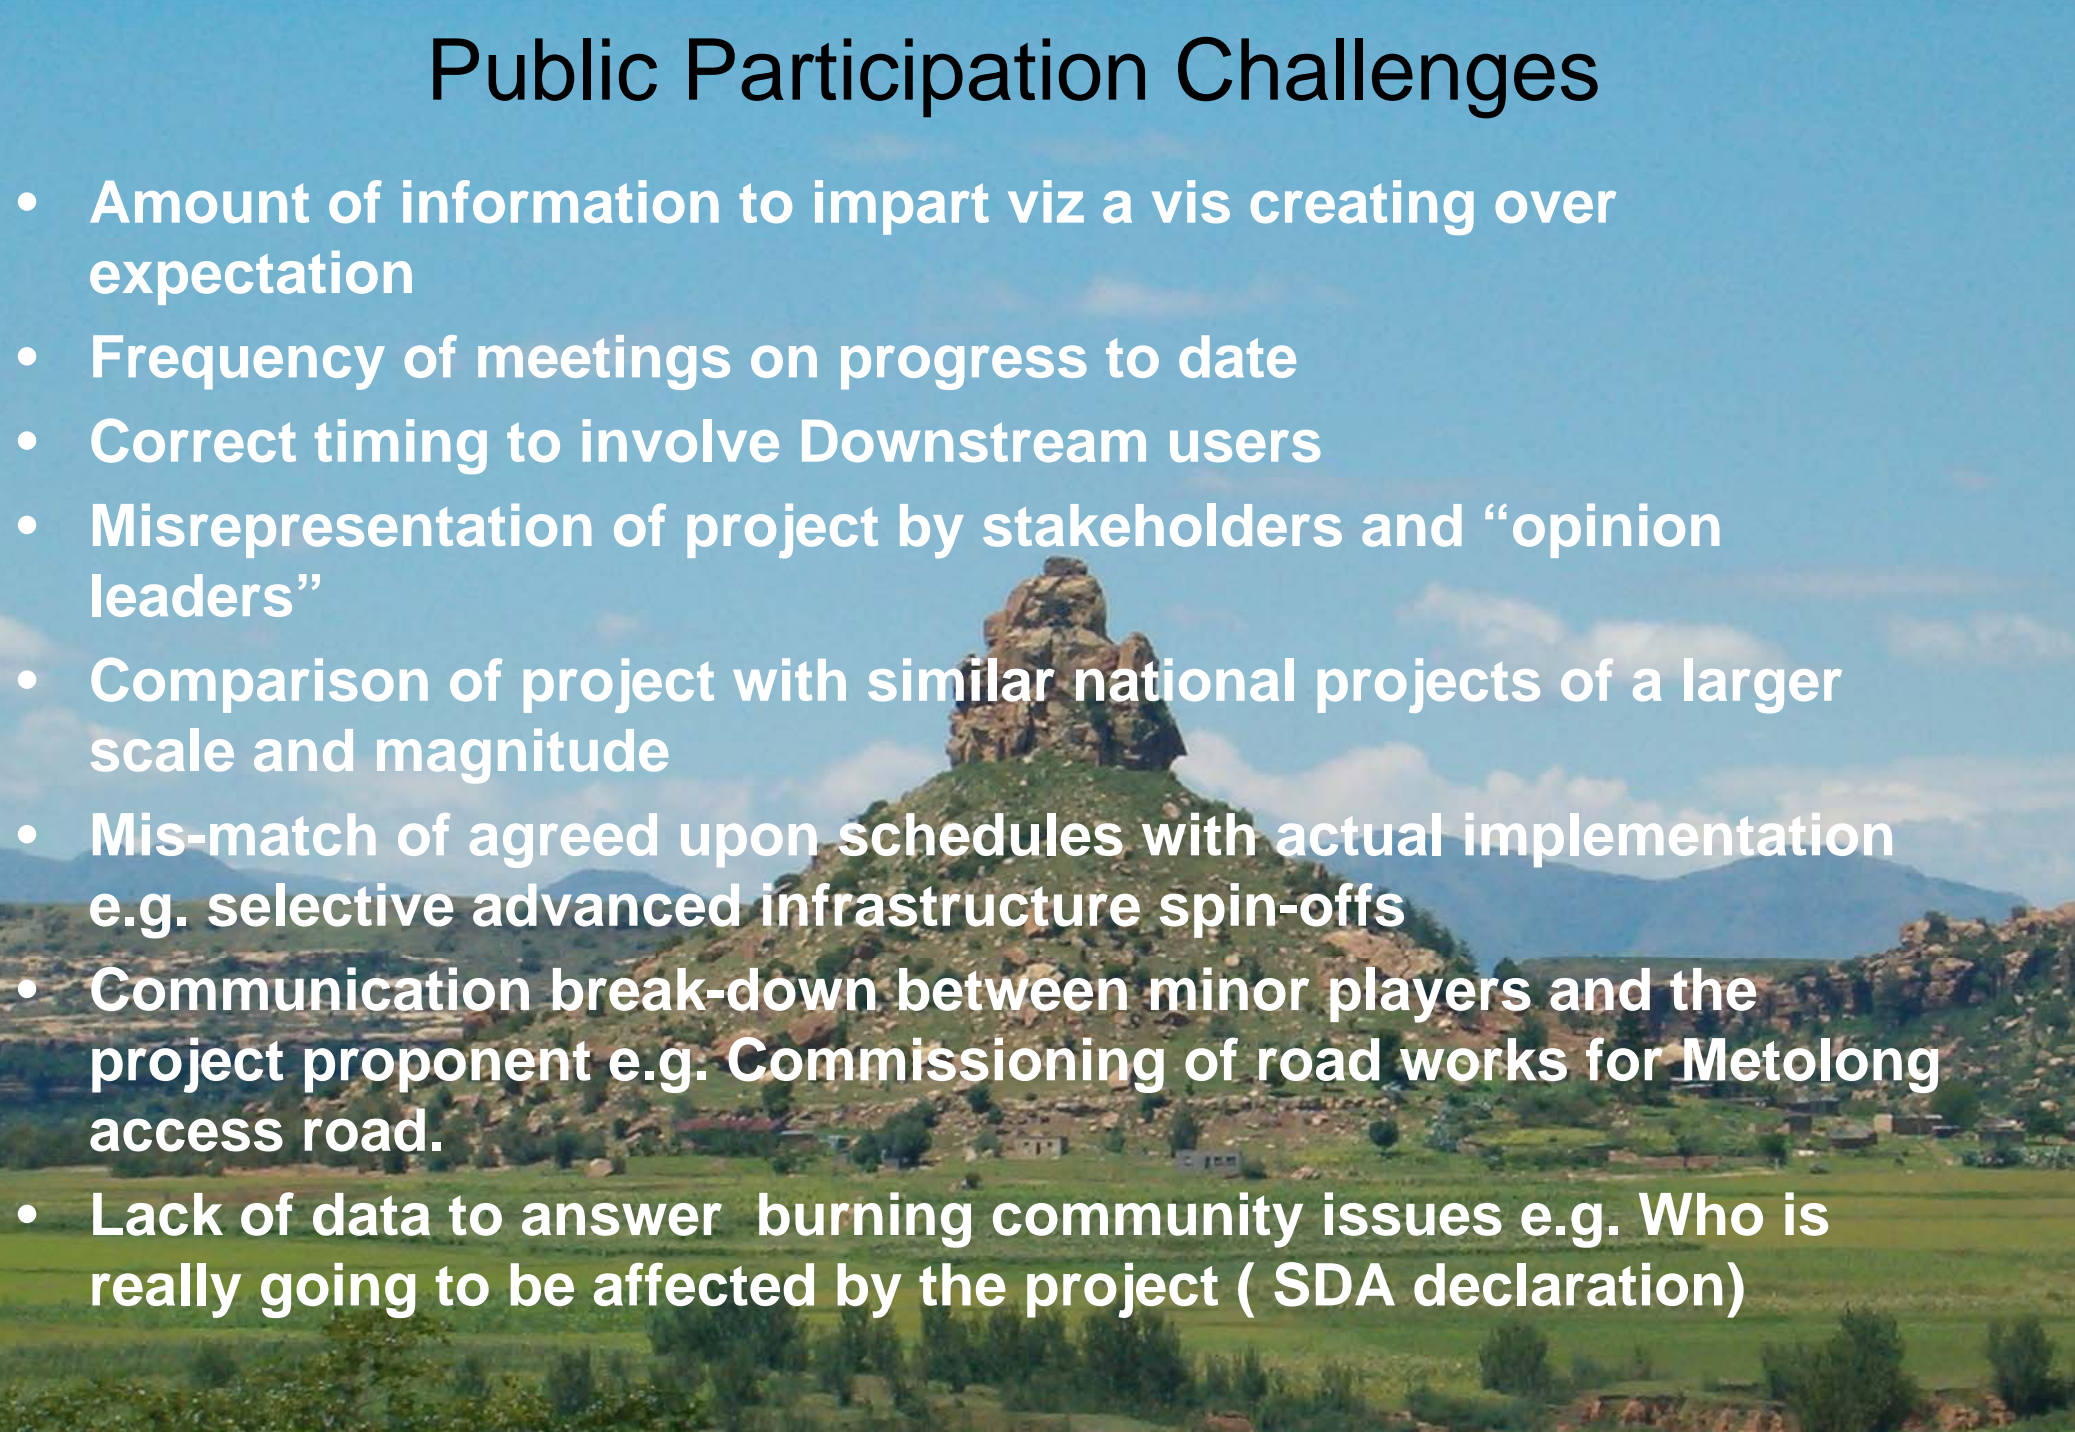 Public Participation Challenges
• Amount of information to impart viz a vis creating over
expectation
• Frequency of meetings on progress to date
• Correct timing to involve Downstream users
• Misrepresentation of project by stakeholders and “opinion
leaders”
• Comparison of project with similar national projects of a larger
scale and magnitude
• Mis-match of agreed upon schedules with actual implementation
e.g. selective advanced infrastructure spin-offs
• Communication break-down between minor players and the
project proponent e.g. Commissioning of road works for Metolong
access road.
• Lack of data to answer  burning community issues e.g. Who is
really going to be affected by the project ( SDA declaration)